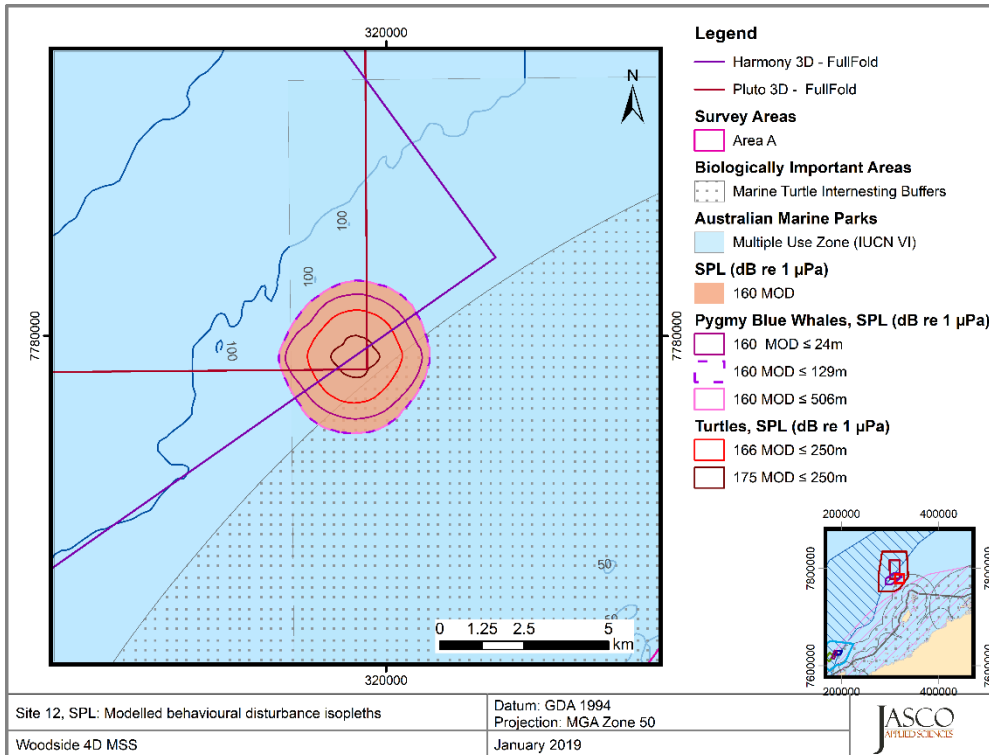 320000
N
100
100
100
7780000
7780000
50
0 1.25 2.5 5
km
320000
Legend
Harmony 3D - FullFold
Pluto 3D - FullFold
Survey Areas
Area A
Biologically Important Areas
Marine Turtle Internesting Buffers
Australian Marine Parks
Multiple Use Zone (IUCN VI)
SPL (dB re 1 µPa)
160 MOD
Pygmy Blue Whales, SPL (dB re 1 µPa)
160 MOD ≤ 24m
160 MOD ≤ 129m
160 MOD ≤ 506m
Turtles, SPL (dB re 1 µPa)
166 MOD ≤ 250m
175 MOD ≤ 250m
200000 400000
7800000 7800000
7600000 7600000
200000 400000
Site 12, SPL: Modelled behavioural disturbance isopleths
Datum: GDA 1994
Projection: MGA Zone 50
Woodside 4D MSS
January 2019
JASCO
APPLIED SCIENCES